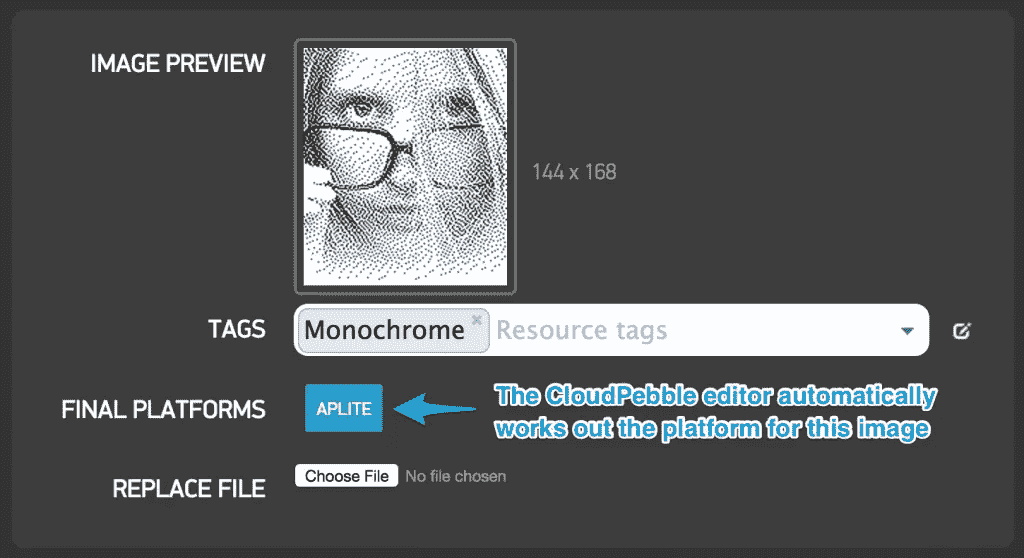 IMAGE PREVIEW
144 x 168
TAGS
Monochrome × Resource tags
FINAL PLATFORMS
APLITE
The CloudPebble editor automatically
works out the platform for this image
REPLACE FILE
Choose File No file chosen